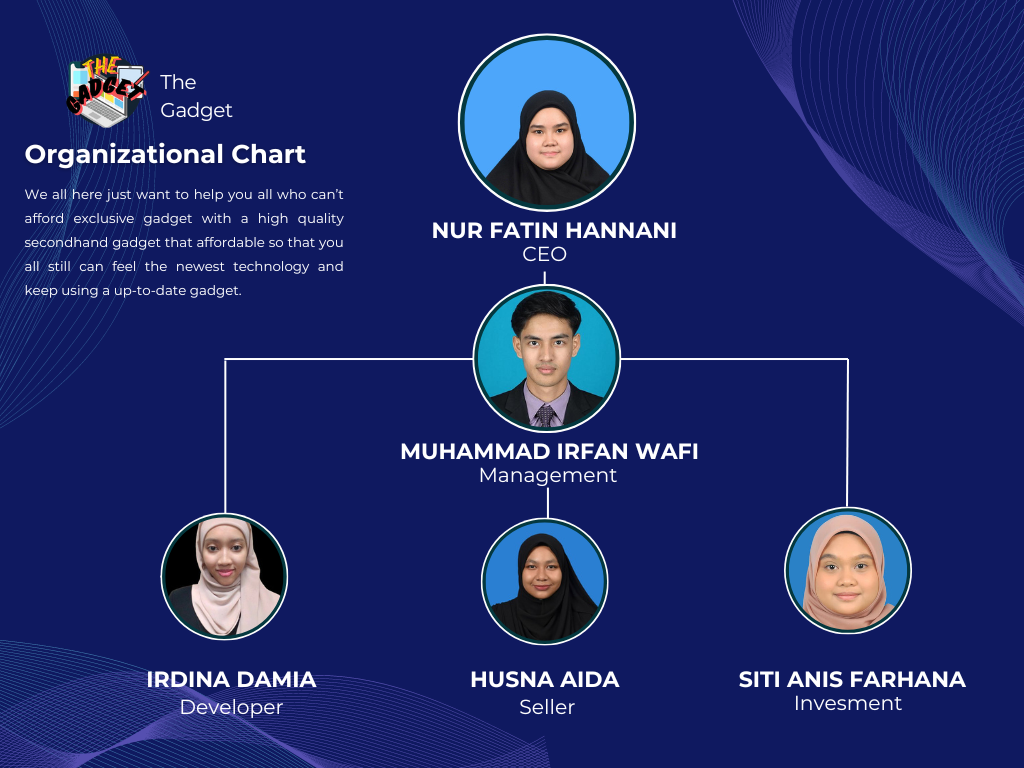 THE
GADGET
The
Gadget
Organizational Chart
We all here just want to help you all who can't
afford exclusive gadget with a high quality
secondhand gadget that affordable so that you
all still can feel the newest technology and
keep using a up-to-date gadget.
NUR FATIN HANNANI
CEO
MUHAMMAD IRFAN WAFI
Management
IRDINA DAMIA
Developer
HUSNA AIDA
Seller
SITI ANIS FARHANA
Invesment